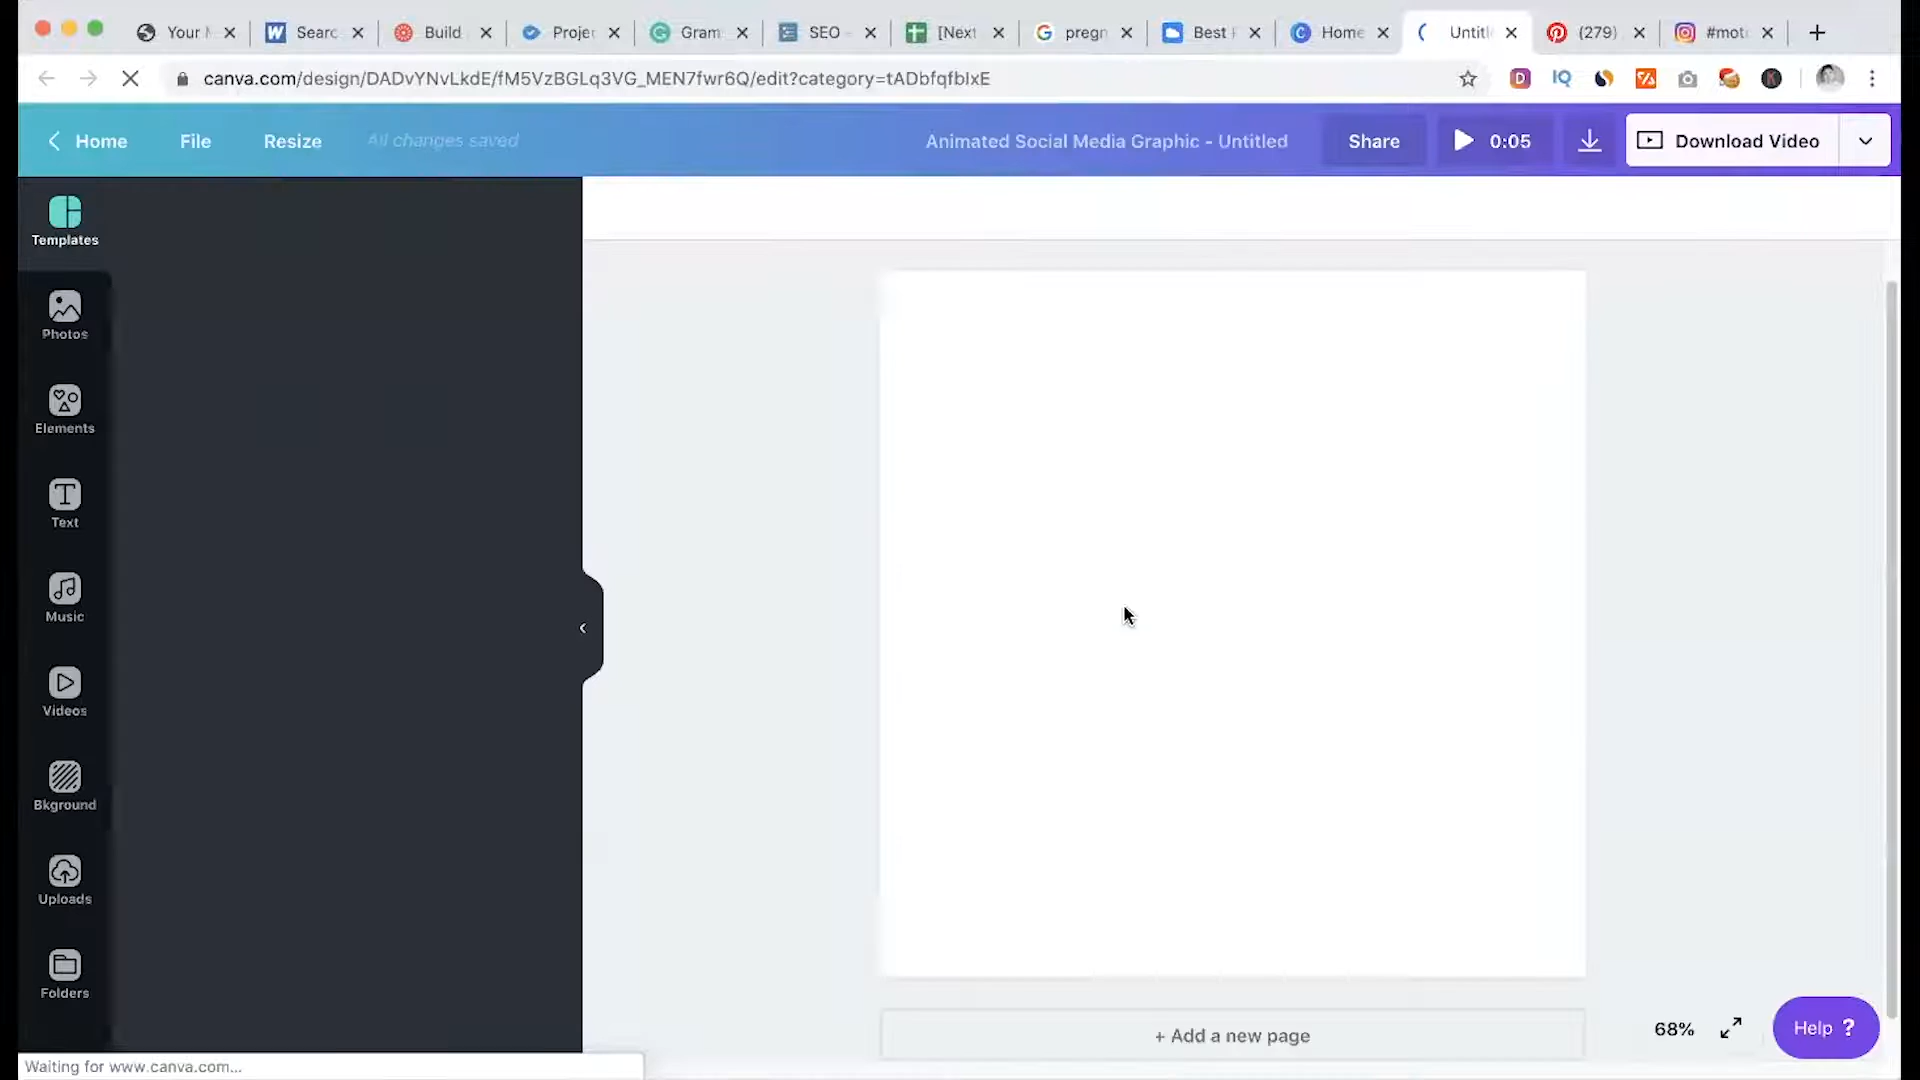 Your
Searc
Build
Projec
Gram
SEO
[Next
pregn
Best
Home
Untitl
(279)
#moti
canva.com/design/DADvYNvLkdE/fM5VzBGLq3VG_MEN7fwr6Q/edit?category=tADbfqfbIxE
Home
File
Resize
All changes saved
Animated Social Media Graphic - Untitled
Share
0:05
Download Video
Templates
Photos
Elements
Text
Music
Videos
Bkground
Uploads
Folders
+ Add a new page
68%
Help ?
Waiting for www.canva.com...